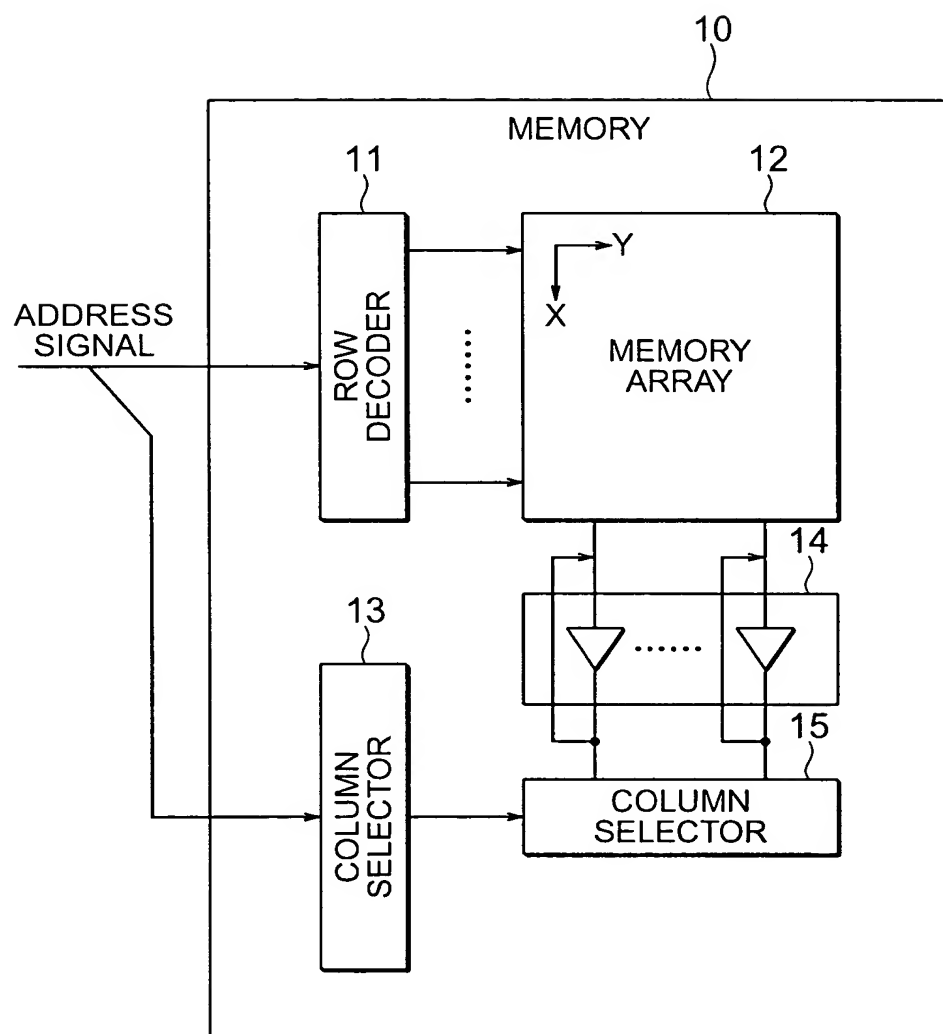 10
MEMORY
11
12
ROW
DECODER
Y
X
MEMORY
ARRAY
ADDRESS
SIGNAL
14
13
COLUMN
SELECTOR
15
COLUMN
SELECTOR